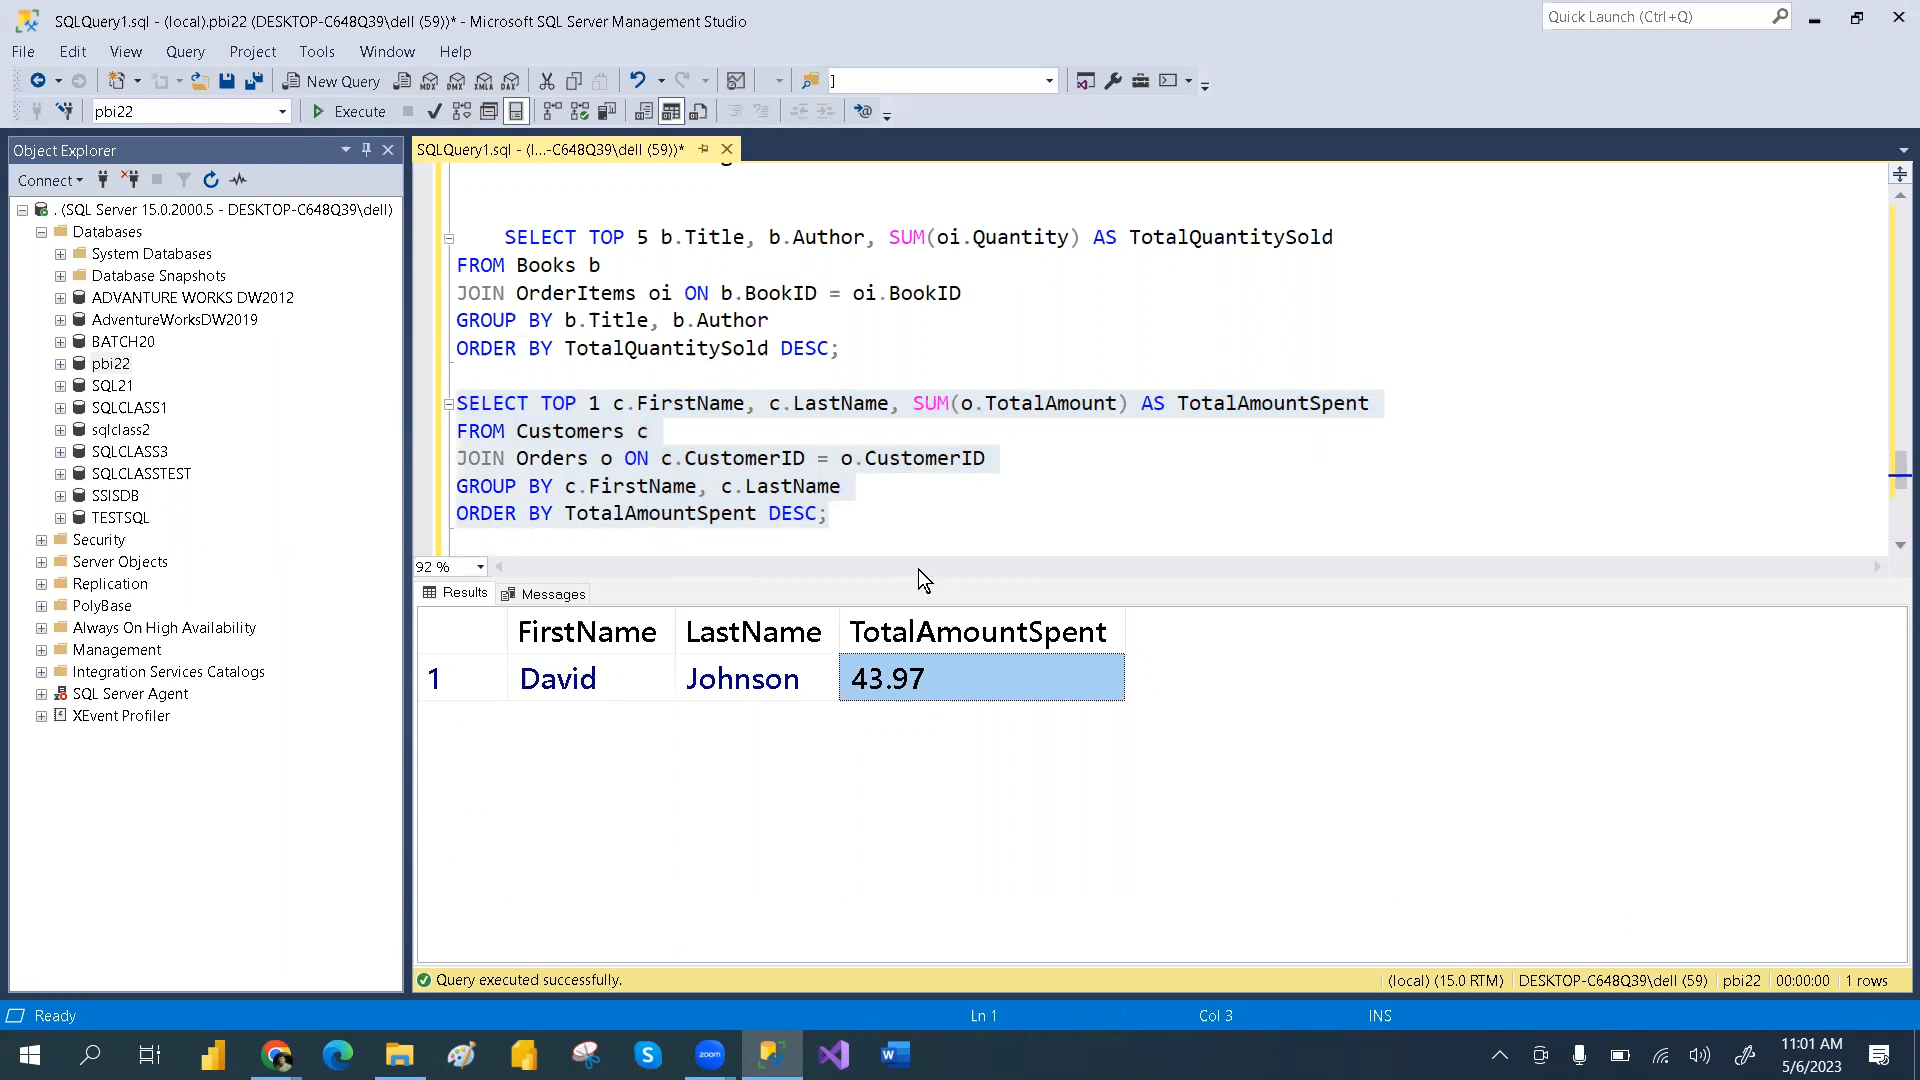 SQLQuery1.sql - (local).pbi22 (DESKTOP-C648Q39\dell (59))* - Microsoft SQL Server Management Studio
Quick Launch (Ctrl+Q)
File Edit View Query Project Tools Window Help
New Query MDX DMX XMLA DAX ]
pbi22 Execute
Object Explorer
SQLQuery1.sql - (l...-C648Q39\dell (59))*
Connect
. (SQL Server 15.0.2000.5 - DESKTOP-C648Q39\dell)
Databases
System Databases
Database Snapshots
ADVANTURE WORKS DW2012
AdventureWorksDW2019
BATCH20
pbi22
SQL21
SQLCLASS1
sqlclass2
SQLCLASS3
SQLCLASSTEST
SSISDB
TESTSQL
Security
Server Objects
Replication
PolyBase
Always On High Availability
Management
Integration Services Catalogs
SQL Server Agent
XEvent Profiler
SELECT TOP 5 b.Title, b.Author, SUM(oi.Quantity) AS TotalQuantitySold
FROM Books b
JOIN OrderItems oi ON b.BookID = oi.BookID
GROUP BY b.Title, b.Author
ORDER BY TotalQuantitySold DESC;
SELECT TOP 1 c.FirstName, c.LastName, SUM(o.TotalAmount) AS TotalAmountSpent
FROM Customers c
JOIN Orders o ON c.CustomerID = o.CustomerID
GROUP BY c.FirstName, c.LastName
ORDER BY TotalAmountSpent DESC;
92 %
Results Messages
FirstName LastName TotalAmountSpent
1 David Johnson 43.97
Query executed successfully. (local) (15.0 RTM) DESKTOP-C648Q39\dell (59) pbi22 00:00:00 1 rows
Ready Ln 1 Col 3 INS
zoom
11:01 AM
5/6/2023